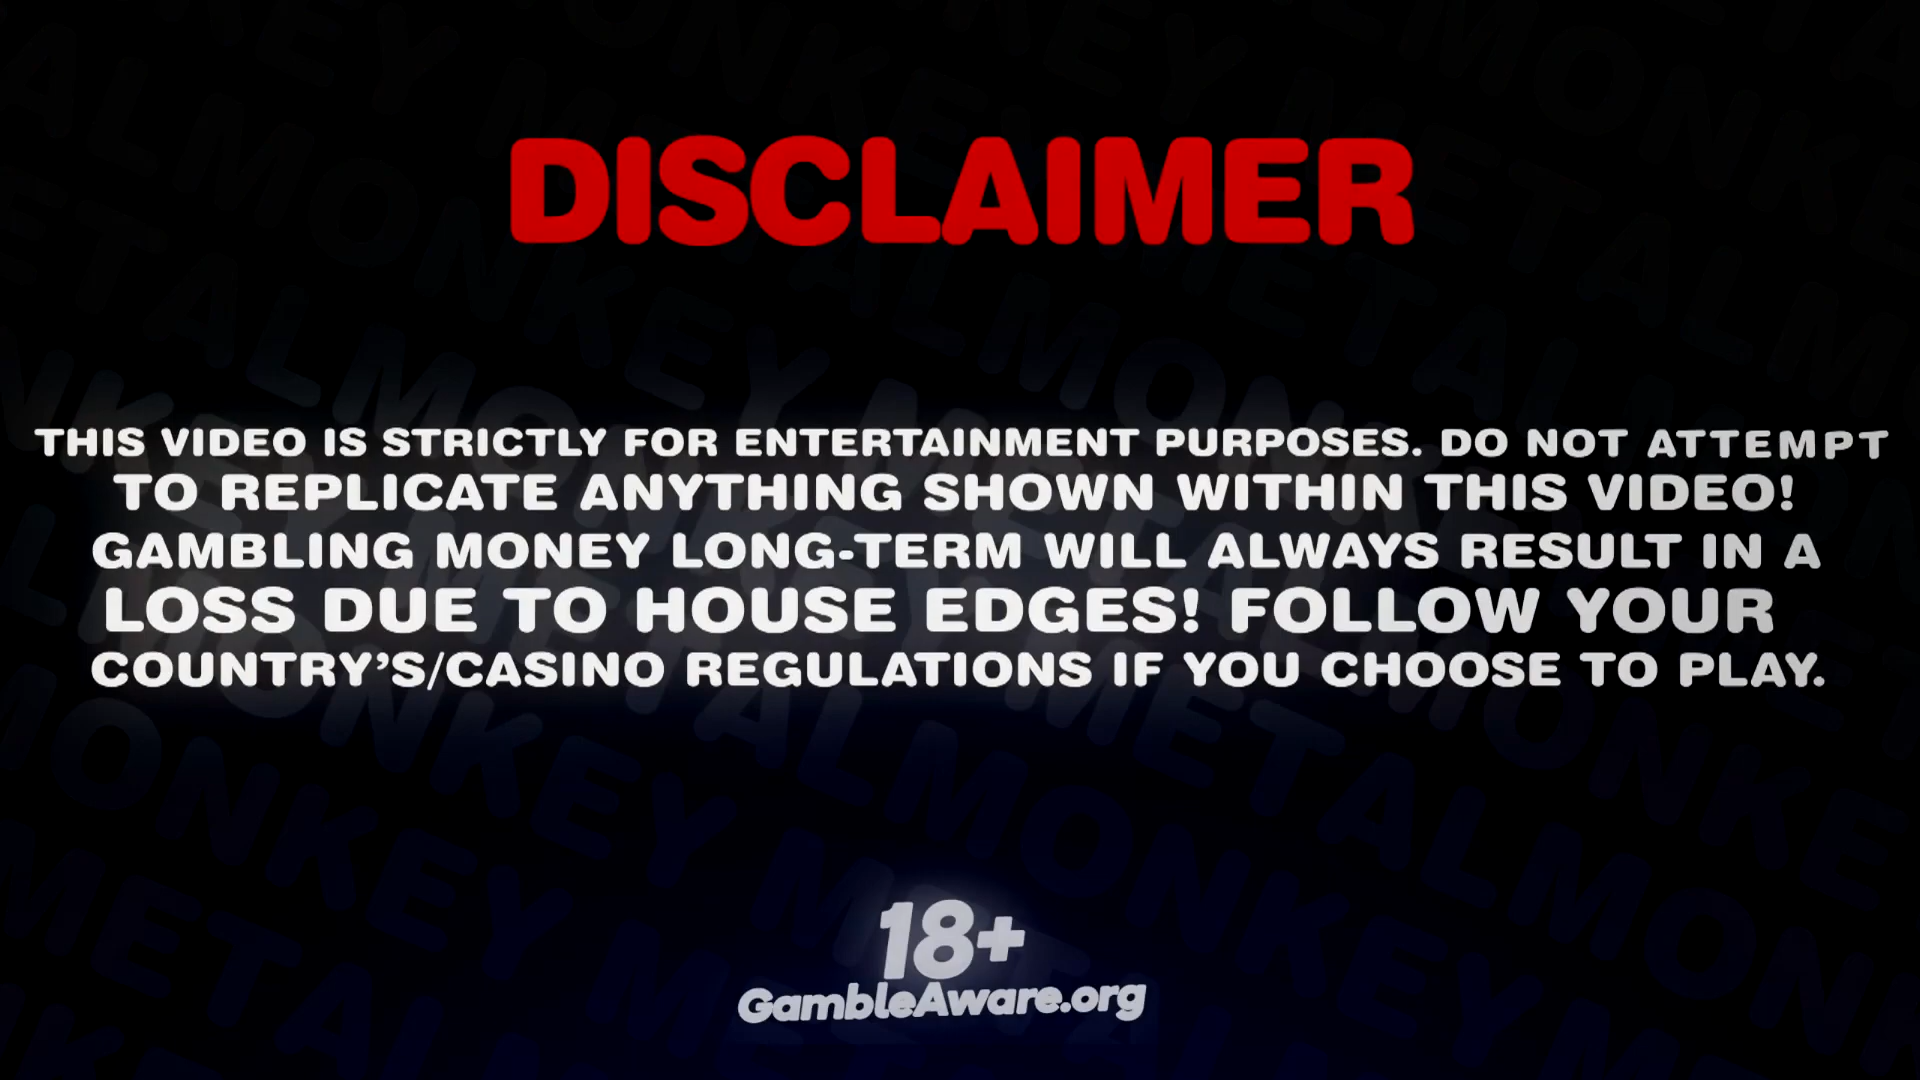 DISCLAIMER
THIS VIDEO IS STRICTLY FOR ENTERTAINMENT PURPOSES. DO NOT ATTEMPT
TO REPLICATE ANYTHING SHOWN WITHIN THIS VIDEO!
GAMBLING MONEY LONG-TERM WILL ALWAYS RESULT IN A
LOSS DUE TO HOUSE EDGES! FOLLOW YOUR
COUNTRY'S/CASINO REGULATIONS IF YOU CHOOSE TO PLAY.
18+
GambleAware.org